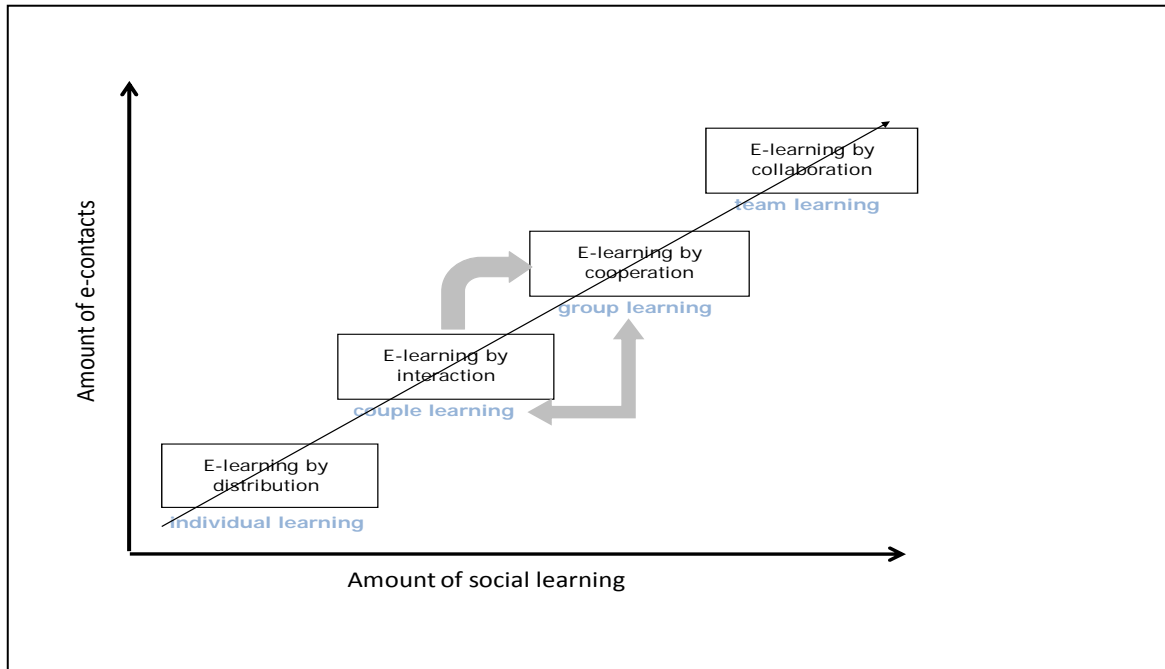 E-learning by
collaboration
team learning
E-learning by
cooperation
group learning
E-learning by
interaction
couple learning
E-learning by
distribution
individual learning
Amount of e-contacts
Amount of social learning